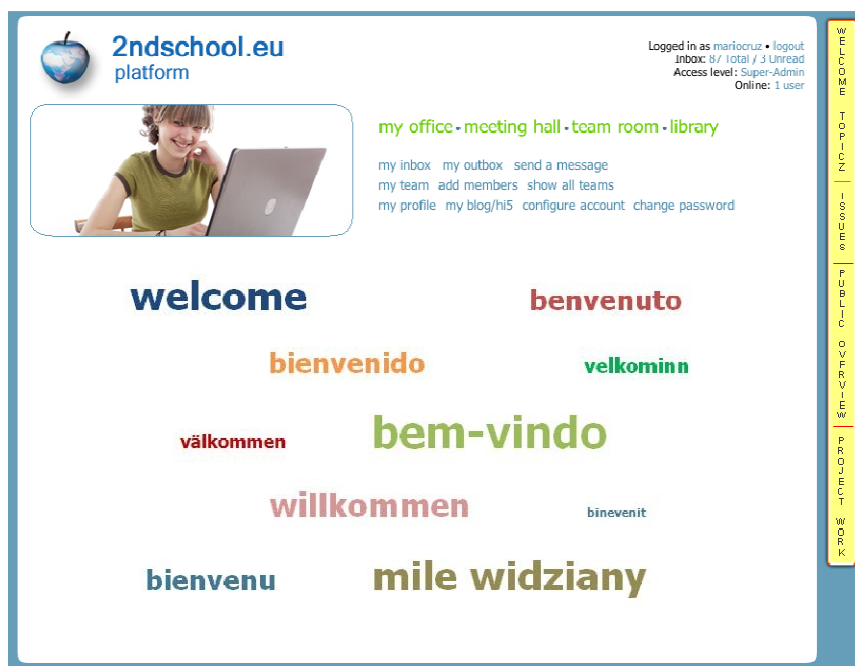 2ndschool.eu
platform
Logged in as mariocruz • logout
Inbox: 87 Total / 3 Unread
Access level: Super-Admin
Online: 1 user
my office • meeting hall • team room • library
my inbox my outbox send a message
my team add members show all teams
my profile my blog/hi5 configure account change password
welcome
benvenuto
bienvenido
velkominn
välkommen
bem-vindo
willkommen
binevenit
bienvenu
mile widziany
WELCOME TOPICZ
ISSUES
PUBLIC OVERVIEW
PROJECT WORK